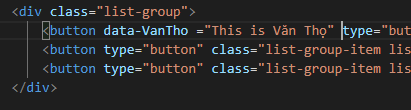 <div class="list-group">
<button data-VanTho ="This is Văn Thọ" type="but
<button type="button" class="list-group-item lis
<button type="button" class="list-group-item lis
</div>